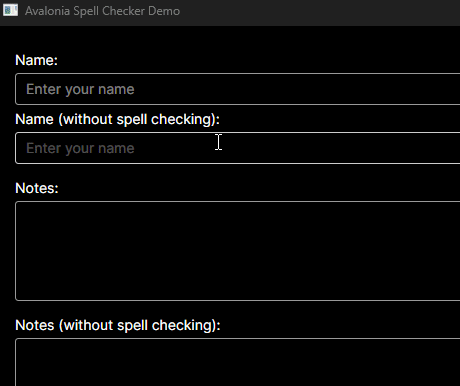 Avalonia Spell Checker Demo
Name:
Enter your name
Name (without spell checking):
Enter your name
Notes:
Notes (without spell checking):